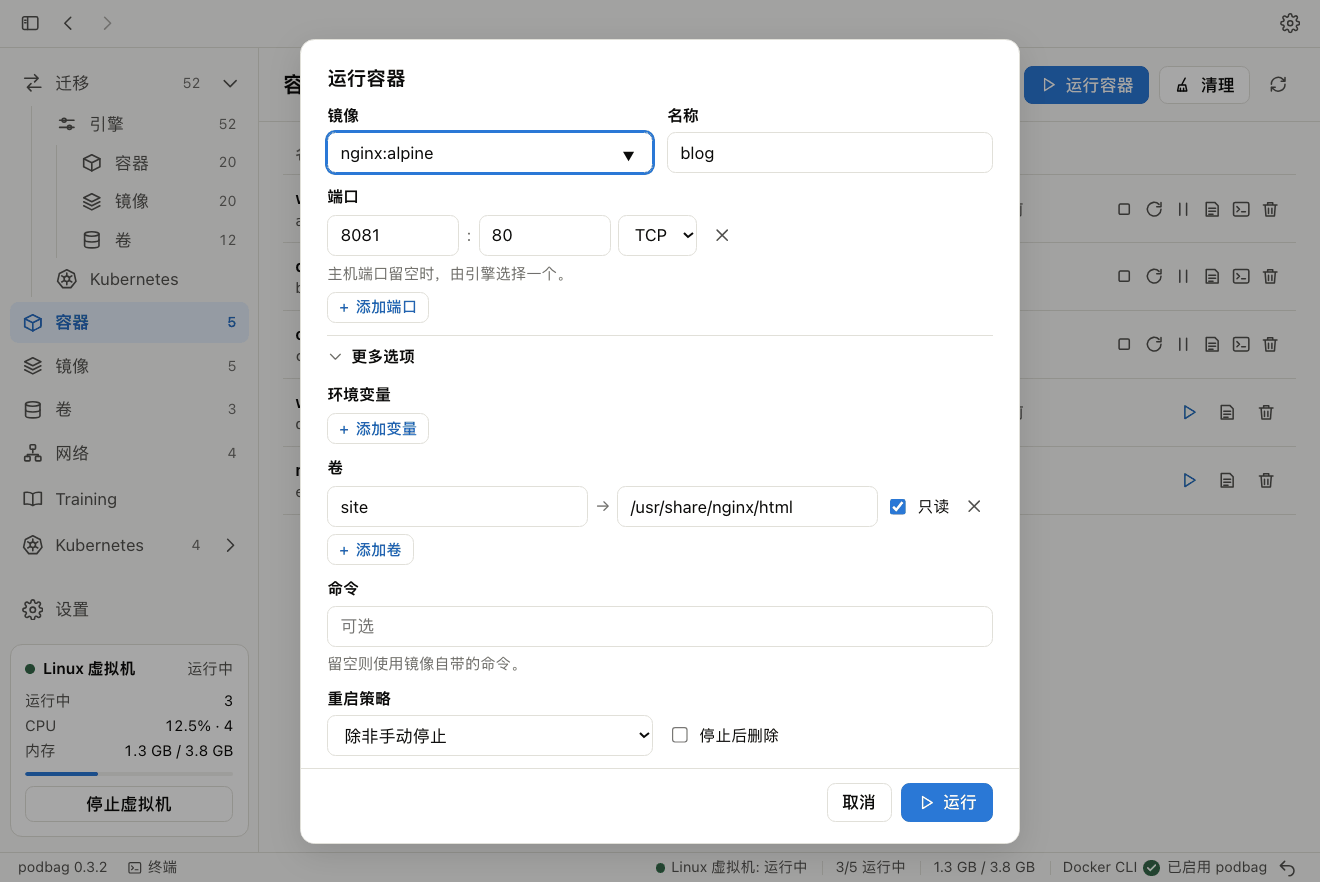 迁移 52
引擎 52
容器 20
镜像 20
卷 12
Kubernetes
容器 5
镜像 5
卷 3
网络 4
Training
Kubernetes 4
设置
Linux 虚拟机 运行中
运行中 3
CPU 12.5% · 4
内存 1.3 GB / 3.8 GB
停止虚拟机
运行容器
清理
运行容器
镜像 名称
nginx:alpine blog
端口
8081 : 80 TCP
主机端口留空时，由引擎选择一个。
+ 添加端口
更多选项
环境变量
+ 添加变量
卷
site → /usr/share/nginx/html 只读
+ 添加卷
命令
可选
留空则使用镜像自带的命令。
重启策略
除非手动停止 停止后删除
取消 运行
podbag 0.3.2 终端 Linux 虚拟机: 运行中 3/5 运行中 1.3 GB / 3.8 GB Docker CLI 已启用 podbag